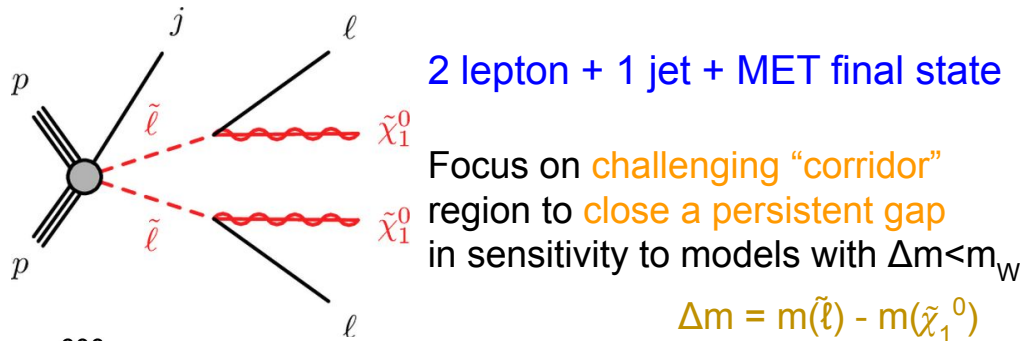 j
ℓ
p
ℓ̃
χ̃₁⁰
ℓ̃
χ̃₁⁰
p
ℓ
2 lepton + 1 jet + MET final state
Focus on challenging “corridor”
region to close a persistent gap
in sensitivity to models with Δm<m_W
Δm = m(ℓ̃) - m(χ̃₁⁰)